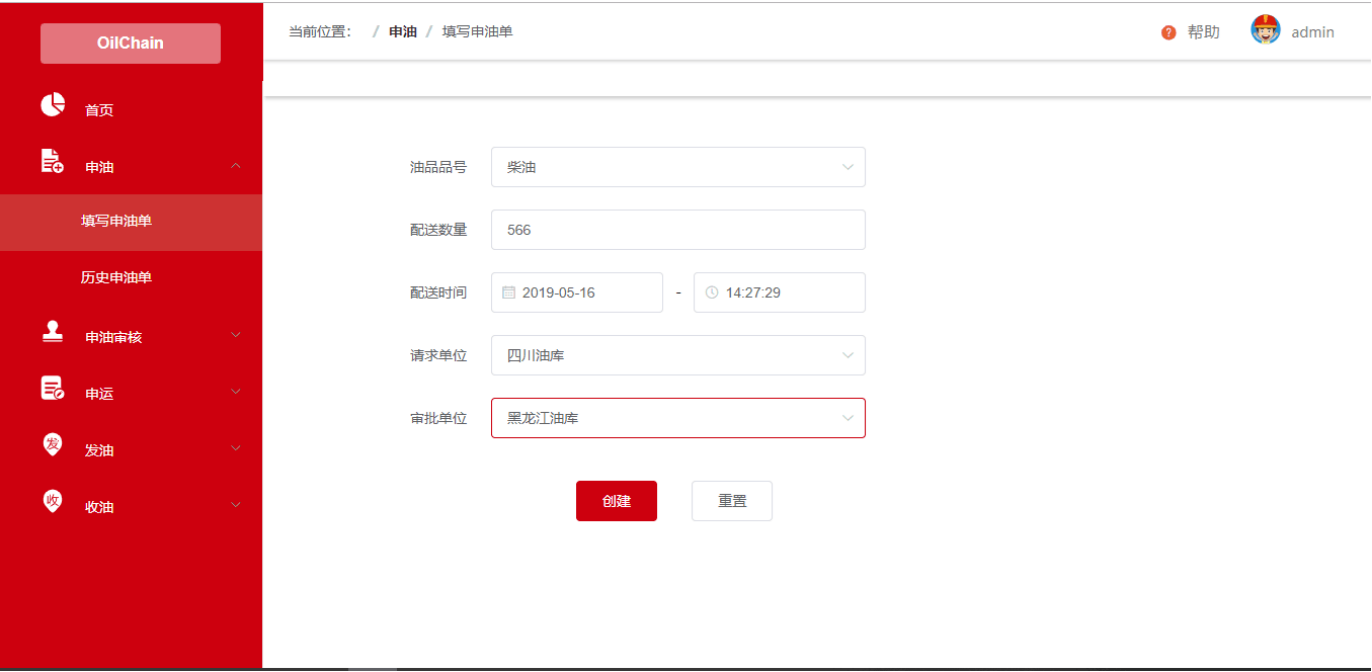 OilChain
首页
申油
填写申油单
历史申油单
申油审核
申运
发
发油
收
收油
当前位置： / 申油 / 填写申油单
? 帮助
admin
油品品号 柴油
配送数量 566
配送时间 2019-05-16 - 14:27:29
请求单位 四川油库
审批单位 黑龙江油库
创建 重置